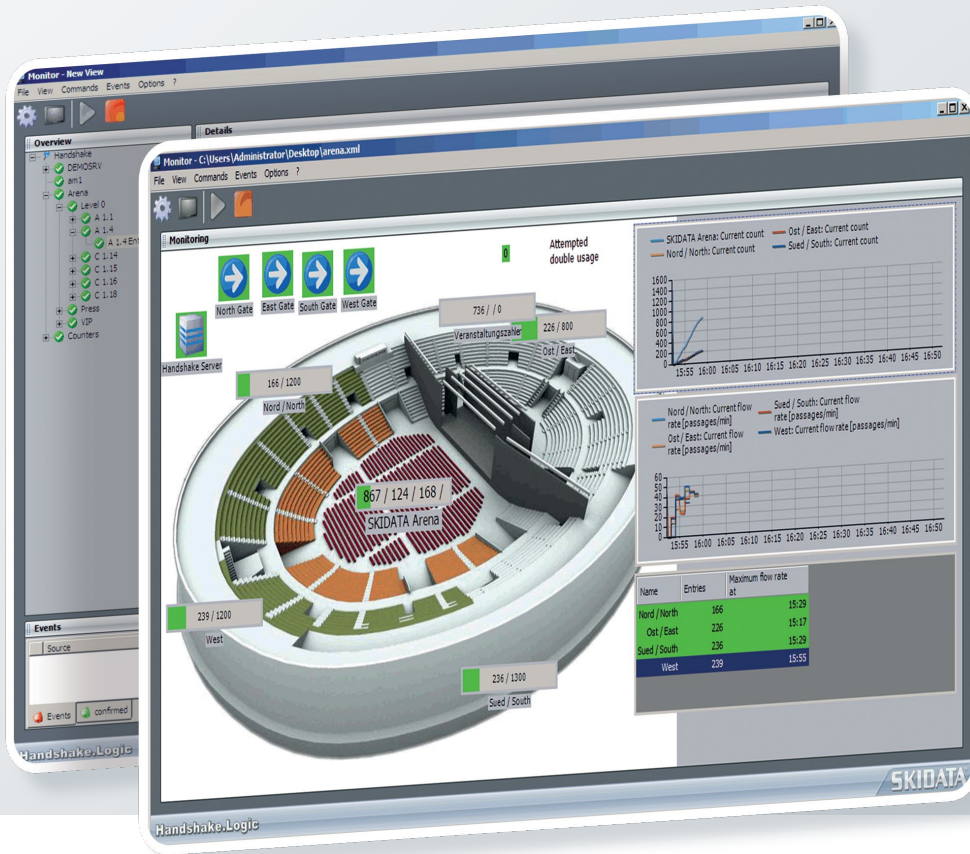 Monitor - New View
File View Commands Events Options ?
Overview
Details
Handshake
DEMOSRV
am1
Arena
Level 0
A 1.1
A 1.4
A 1.4 Ent
C 1.14
C 1.15
C 1.16
C 1.18
Press
VIP
Counters
Events
Source
Events
confirmed
Handshake.Logic
Monitor - C:\Users\Administrator\Desktop\arena.xml
File View Commands Events Options ?
Monitoring
North Gate
East Gate
South Gate
West Gate
0
Attempted
double usage
Handshake Server
736 / / 0
Veranstaltungszähler
226 / 800
Ost / East
166 / 1200
Nord / North
867 / 124 / 168 /
SKIDATA Arena
239 / 1200
West
236 / 1300
Sued / South
SKIDATA Arena: Current count
Ost / East: Current count
Nord / North: Current count
Sued / South: Current count
1600
1400
1200
1000
800
600
400
200
0
15:55 16:00 16:05 16:10 16:15 16:20 16:25 16:30 16:35 16:40 16:45 16:50
Nord / North: Current flow
rate [passages/min]
Sued / South: Current flow
rate [passages/min]
Ost / East: Current flow
rate [passages/min]
West: Current flow rate [passages/min]
60
50
40
30
20
10
0
15:55 16:00 16:05 16:10 16:15 16:20 16:25 16:30 16:35 16:40 16:45 16:50
Name Entries Maximum flow rate
at
Nord / North 166 15:29
Ost / East 226 15:17
Sued / South 236 15:29
West 239 15:55
SKIDATA
Handshake.Logic